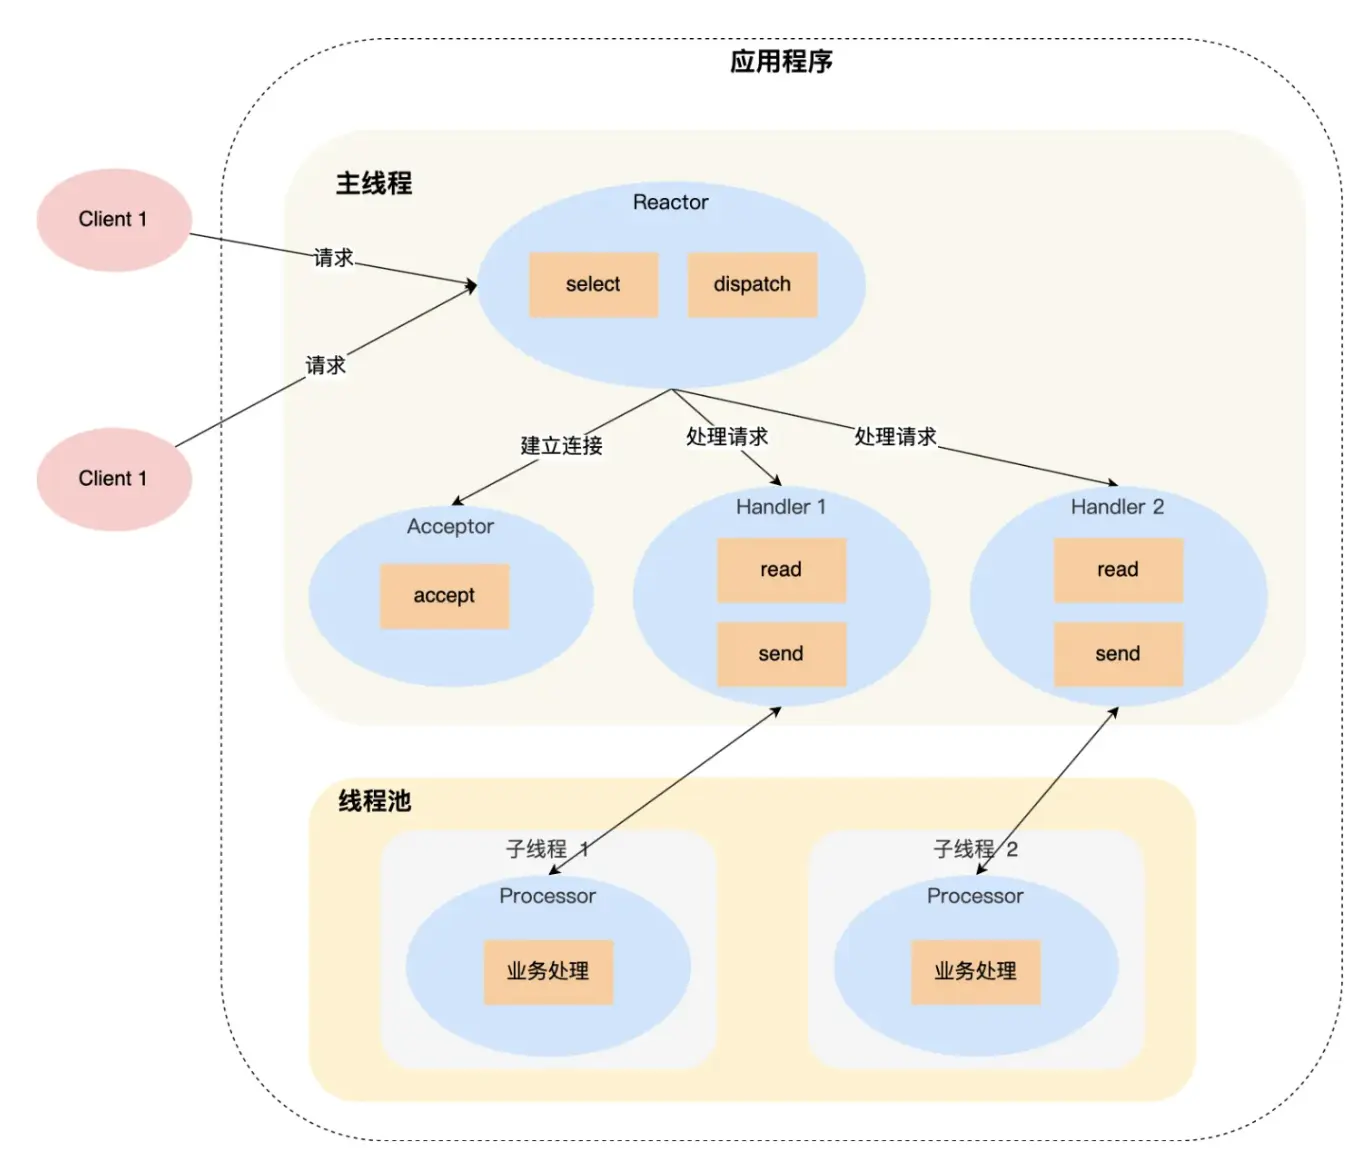 应用程序
主线程
Client 1
请求
Reactor
select
dispatch
请求
Client 1
建立连接
处理请求
处理请求
Acceptor
accept
Handler 1
read
send
Handler 2
read
send
线程池
子线程 1
Processor
业务处理
子线程 2
Processor
业务处理